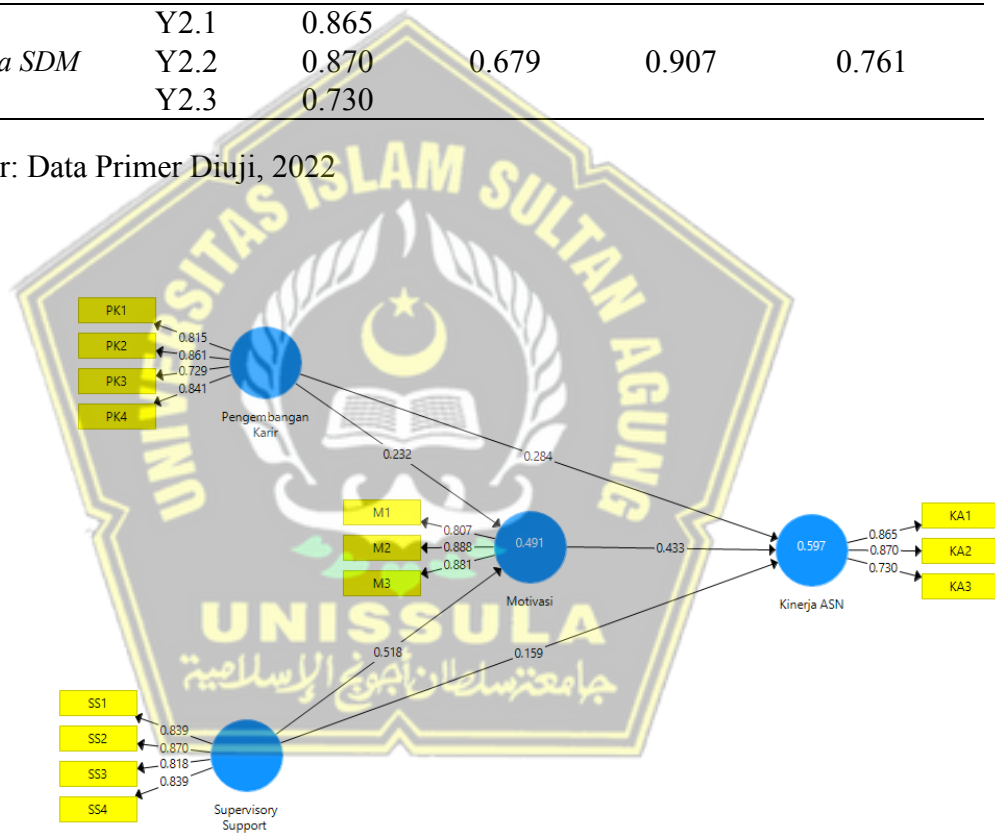 Y2.1 0.865
a SDM Y2.2 0.870 0.679 0.907 0.761
Y2.3 0.730
r: Data Primer Diuji, 2022
UNIVERSITAS ISLAM SULTAN AGUNG
PK1
0.815
PK2
0.861
PK3
0.729
PK4
0.841
Pengembangan
Karir
0.232
0.284
M1
0.807
M2
0.888
M3
0.881
0.491
Motivasi
0.433
0.597
Kinerja ASN
0.865
KA1
0.870
KA2
0.730
KA3
UNISSULA
جامعة سلطان أجونج الإسلامية
0.518
0.159
SS1
0.839
SS2
0.870
SS3
0.818
SS4
0.839
Supervisory
Support